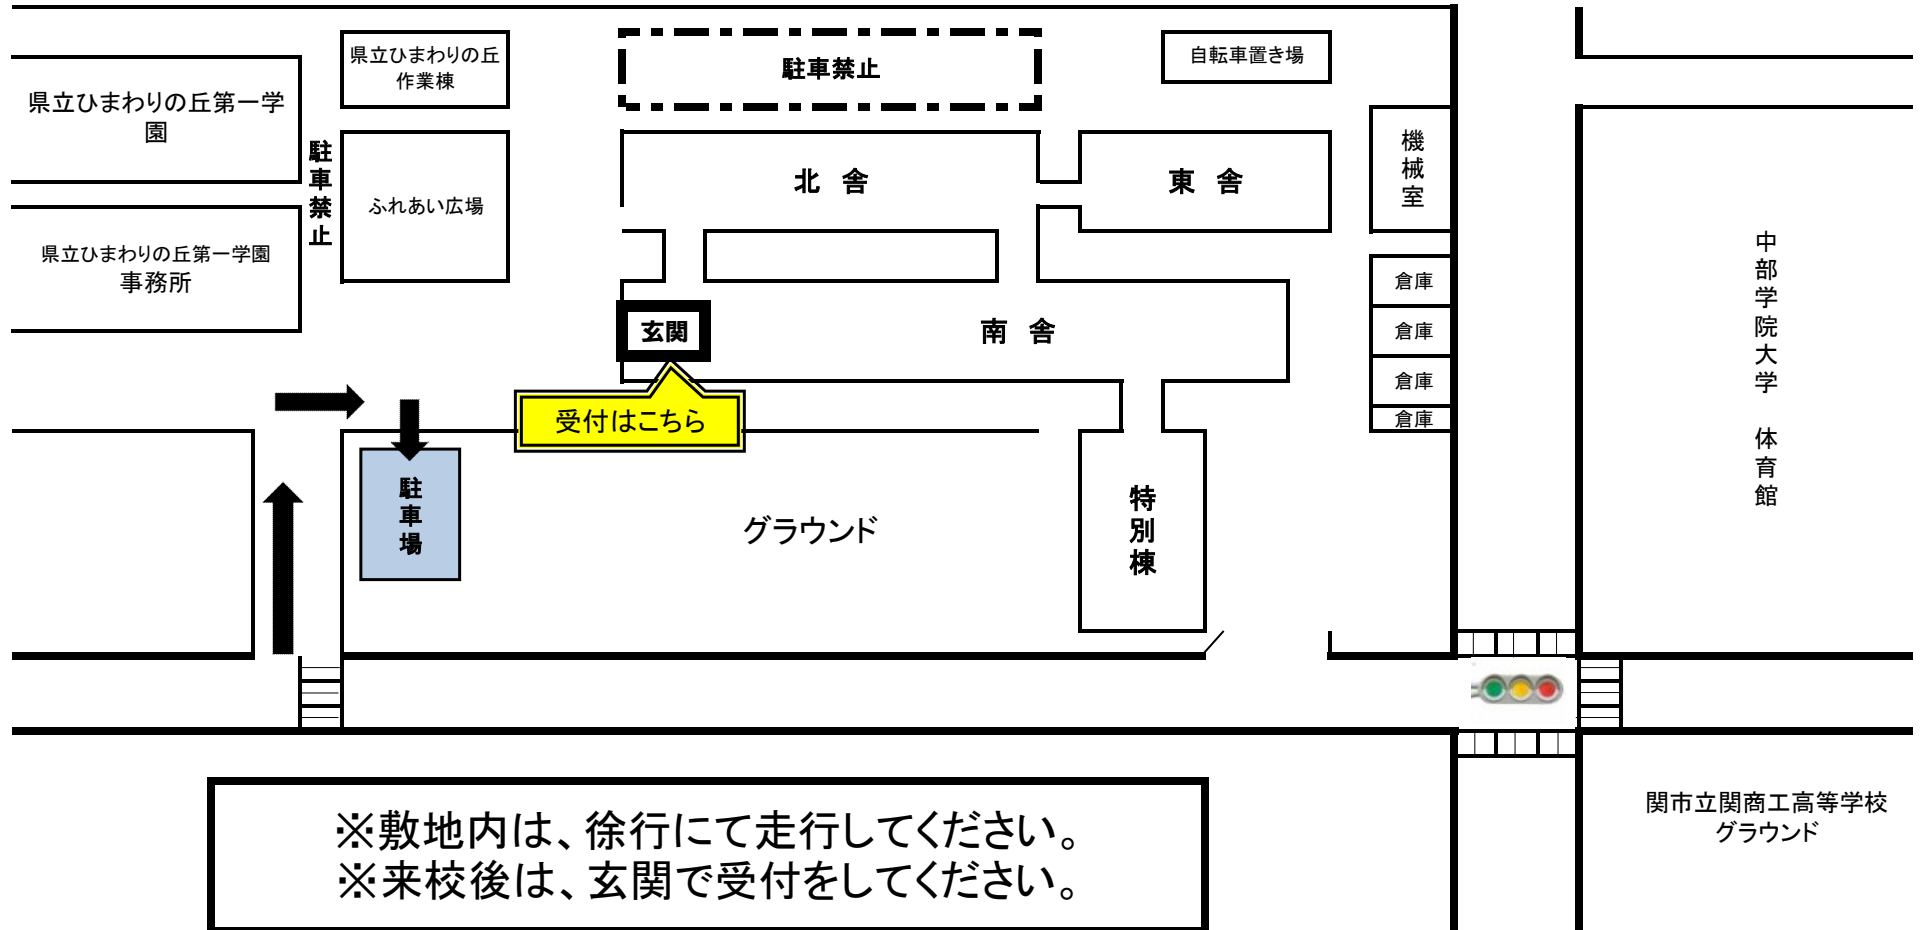 県立ひまわりの丘
作業棟
駐車禁止
自転車置き場
県立ひまわりの丘第一学
園
駐車禁止
ふれあい広場
北 舎
東 舎
機械室
県立ひまわりの丘第一学園
事務所
倉庫
倉庫
倉庫
倉庫
玄関
南 舎
受付はこちら
中部学院大学 体育館
駐車場
グラウンド
特別棟
※敷地内は、徐行にて走行してください。
※来校後は、玄関で受付をしてください。
関市立関商工高等学校
グラウンド